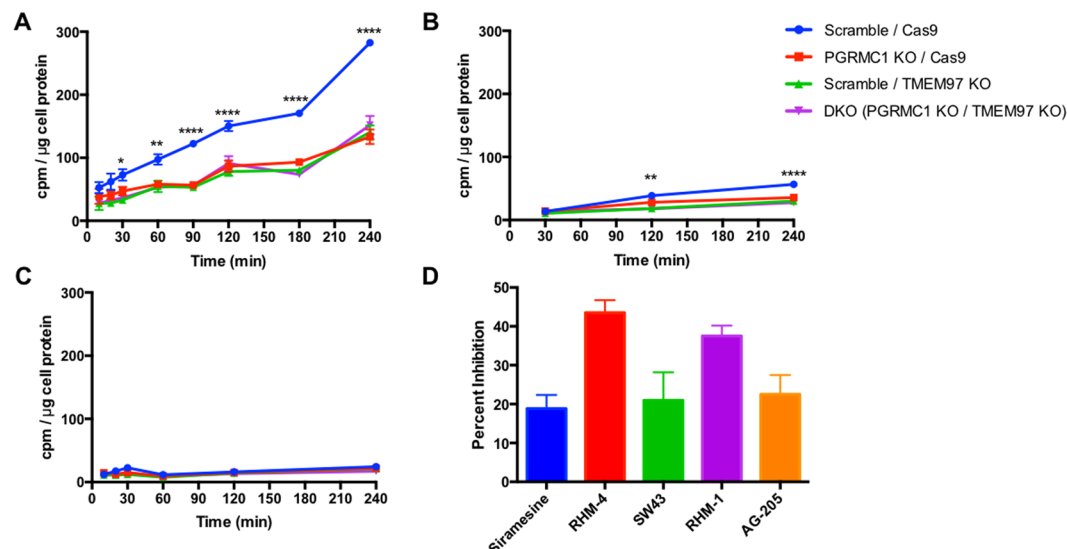 A
300
200
100
0
cpm / µg cell protein
* ** **** **** **** ****
0 30 60 90 120 150 180 210 240
Time (min)
B
300
200
100
0
cpm / µg cell protein
** ****
0 30 60 90 120 150 180 210 240
Time (min)
Scramble / Cas9
PGRMC1 KO / Cas9
Scramble / TMEM97 KO
DKO (PGRMC1 KO / TMEM97 KO)
C
300
200
100
0
cpm / µg cell protein
0 30 60 90 120 150 180 210 240
Time (min)
D
50
40
30
20
10
0
Percent Inhibition
Siramesine
RHM-4
SW43
RHM-1
AG-205